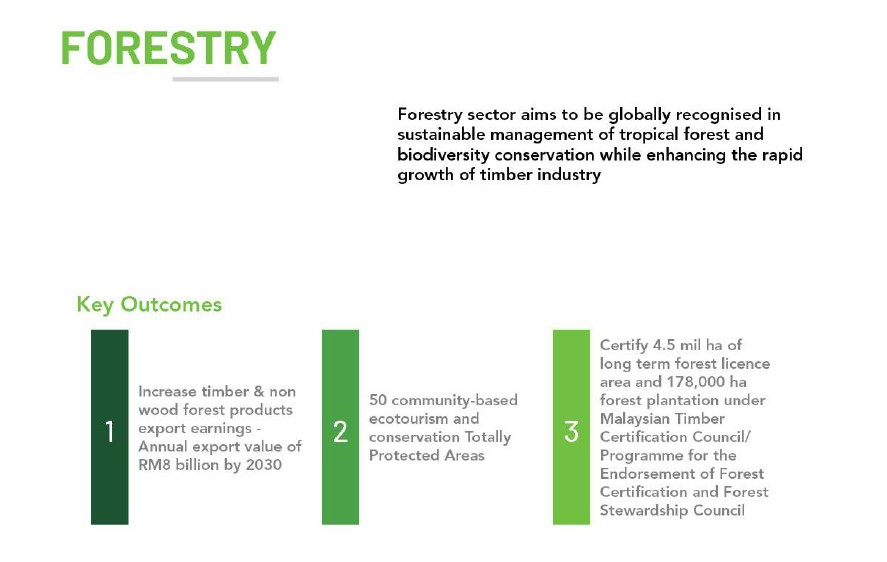 FORESTRY
Forestry sector aims to be globally recognised in
sustainable management of tropical forest and
biodiversity conservation while enhancing the rapid
growth of timber industry
Key Outcomes
1
Increase timber & non
wood forest products
export earnings -
Annual export value of
RM8 billion by 2030
2
50 community-based
ecotourism and
conservation Totally
Protected Areas
3
Certify 4.5 mil ha of
long term forest licence
area and 178,000 ha
forest plantation under
Malaysian Timber
Certification Council/
Programme for the
Endorsement of Forest
Certification and Forest
Stewardship Council